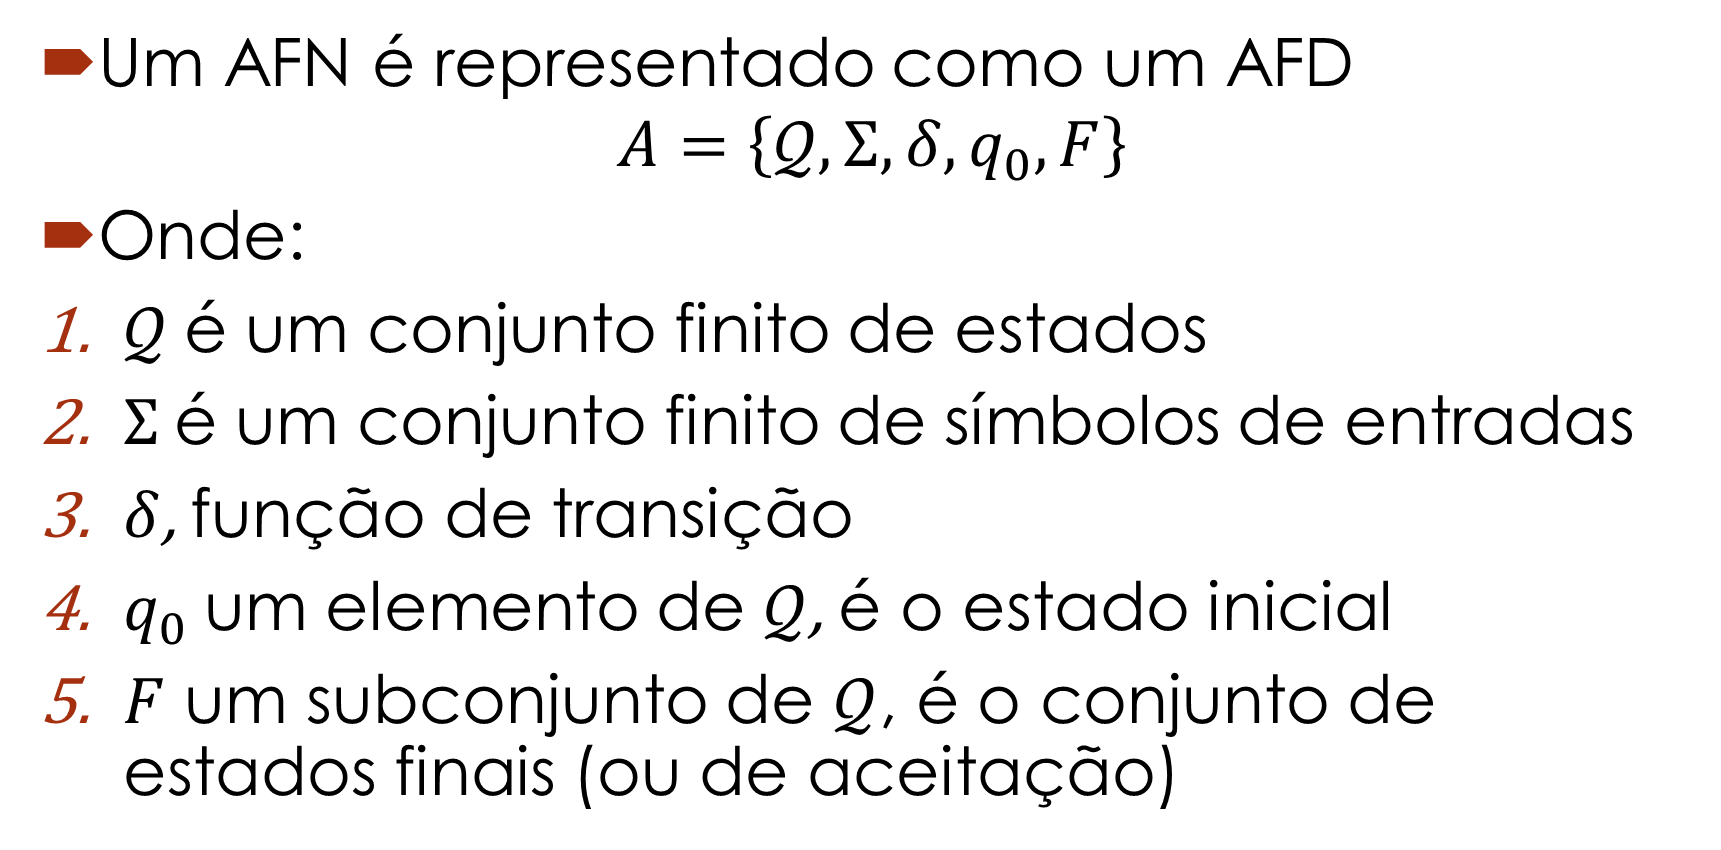 Um AFN é representado como um AFD
A = {Q, Σ, δ, q₀, F}
Onde:
1. Q é um conjunto finito de estados
2. Σ é um conjunto finito de símbolos de entradas
3. δ, função de transição
4. q₀ um elemento de Q, é o estado inicial
5. F um subconjunto de Q, é o conjunto de
estados finais (ou de aceitação)